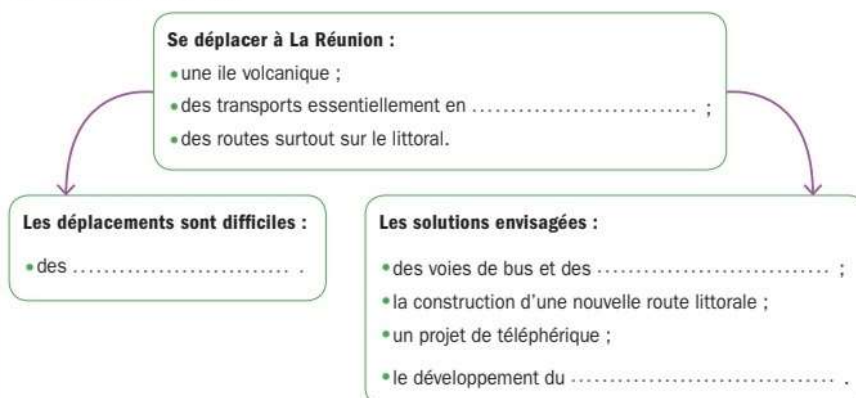 Se déplacer à La Réunion :
• une ile volcanique ;
• des transports essentiellement en ............................. ;
• des routes surtout sur le littoral.
Les déplacements sont difficiles :
• des ............................ .
Les solutions envisagées :
• des voies de bus et des .............................. ;
• la construction d'une nouvelle route littorale ;
• un projet de téléphérique ;
• le développement du .................................. .